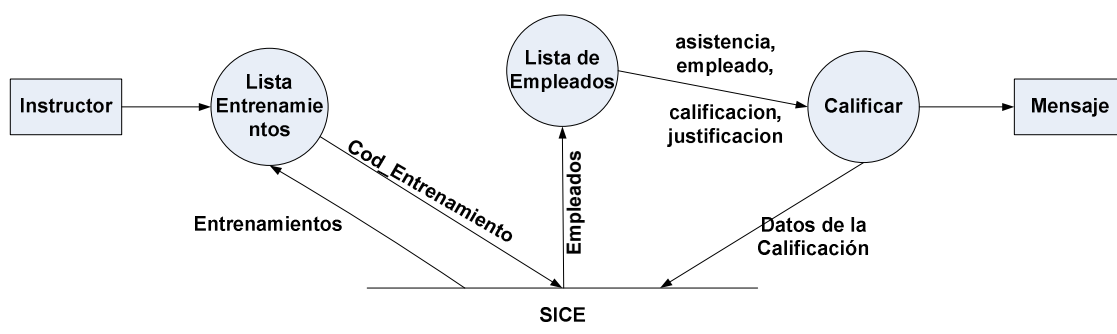 Instructor
Lista
Entrenamie
ntos
Cod_Entrenamiento
Entrenamientos
Lista de
Empleados
Empleados
asistencia,
empleado,
calificacion,
justificacion
Calificar
Mensaje
Datos de la
Calificación
SICE